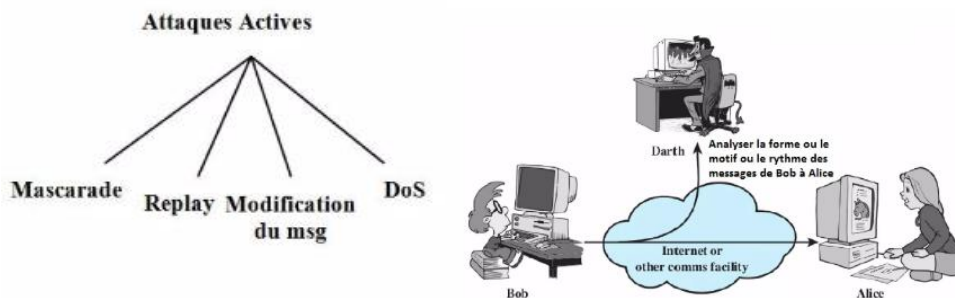 Attaques Actives
Mascarade
Replay
Modification
du msg
DoS
Darth
Analyser la forme ou le
motif ou le rythme des
messages de Bob à Alice
Internet or
other comms facility
Bob
Alice